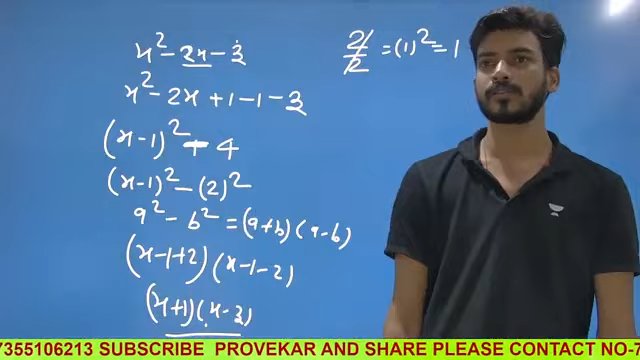 x² - 2x - 3
x² - 2x + 1 - 1 - 3
(x-1)² - 4
(x-1)² - (2)²
a² - b² = (a+b)(a-b)
(x-1+2)(x-1-2)
(x+1)(x-3)
2/2 = (1)² = 1
7355106213 SUBSCRIBE PROVEKAR AND SHARE PLEASE CONTACT NO-7